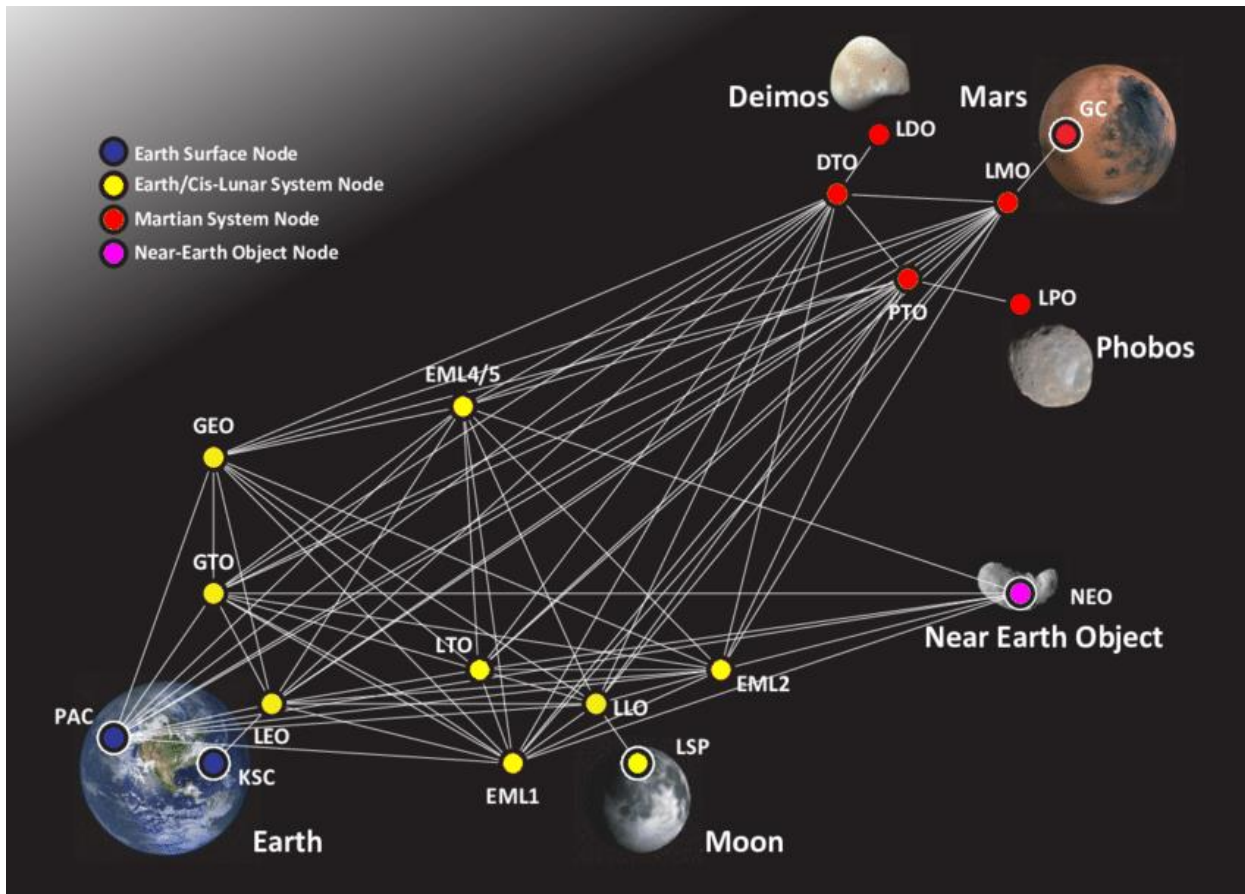 Deimos
Mars
GC
LDO
Earth Surface Node
DTO
LMO
Earth/Cis-Lunar System Node
Martian System Node
Near-Earth Object Node
LPO
PTO
Phobos
EML4/5
GEO
GTO
NEO
Near Earth Object
LTO
EML2
PAC
LLO
LEO
LSP
KSC
EML1
Earth
Moon